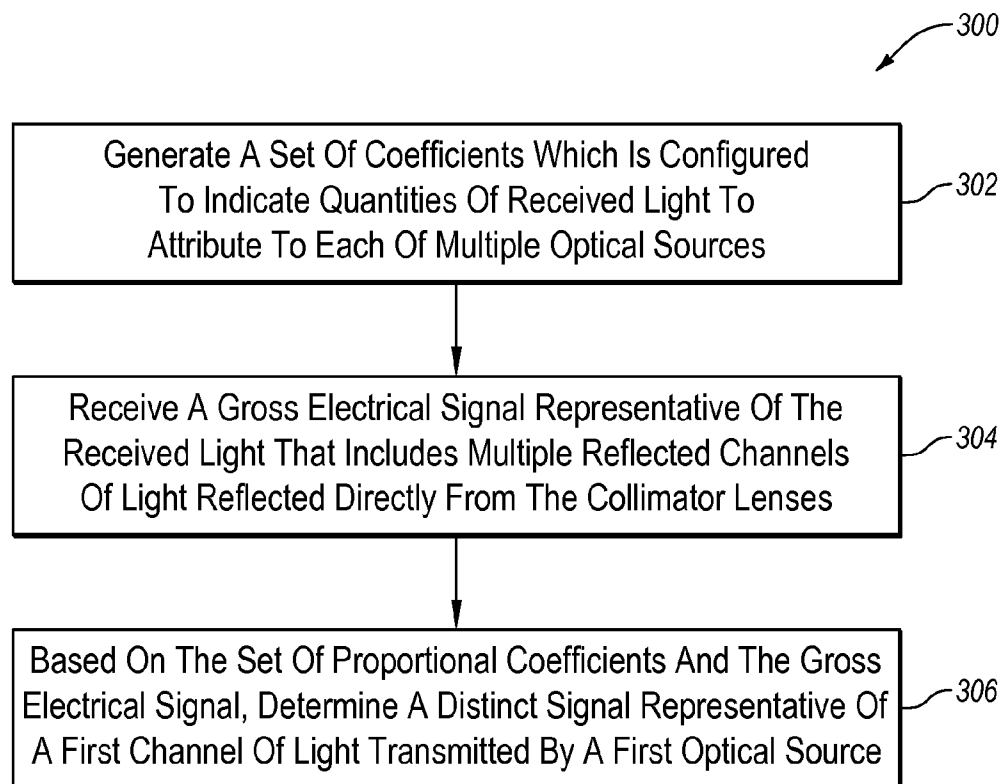 300
Generate A Set Of Coefficients Which Is Configured
To Indicate Quantities Of Received Light To
Attribute To Each Of Multiple Optical Sources
302
Receive A Gross Electrical Signal Representative Of The
Received Light That Includes Multiple Reflected Channels
Of Light Reflected Directly From The Collimator Lenses
304
Based On The Set Of Proportional Coefficients And The Gross
Electrical Signal, Determine A Distinct Signal Representative Of
A First Channel Of Light Transmitted By A First Optical Source
306